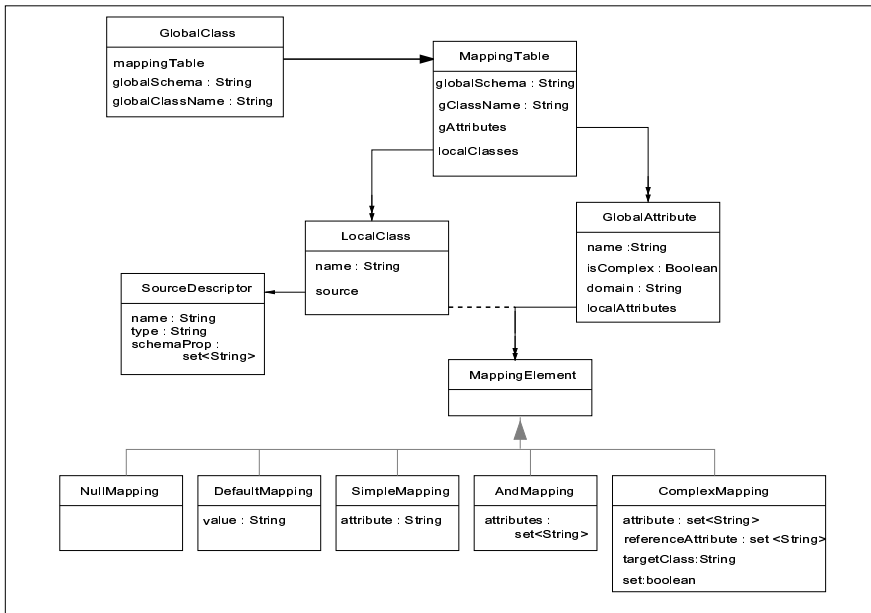 GlobalClass
mappingTable
globalSchema : String
globalClassName : String
MappingTable
globalSchema : String
gClassName : String
gAttributes
localClasses
LocalClass
name : String
source
GlobalAttribute
name :String
isComplex : Boolean
domain : String
localAttributes
SourceDescriptor
name : String
type : String
schemaProp :
set<String>
MappingElement
NullMapping
DefaultMapping
value : String
SimpleMapping
attribute : String
AndMapping
attributes :
set<String>
ComplexMapping
attribute : set<String>
referenceAttribute : set <String>
targetClass:String
set:boolean